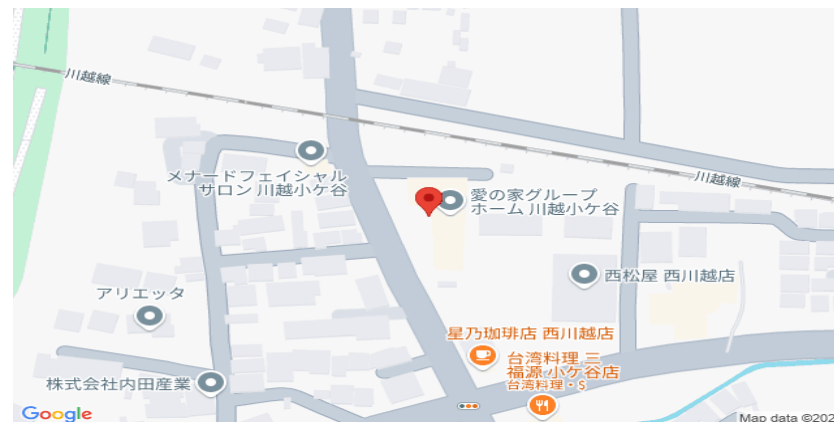 川越線
メナードフェイシャル
サロン 川越小ケ谷
川越線
愛の家グループ
ホーム 川越小ケ谷
西松屋 西川越店
アリエッタ
星乃珈琲店 西川越店
台湾料理 三
福源 小ケ谷店
台湾料理・$
株式会社内田産業
Google
Map data ©202